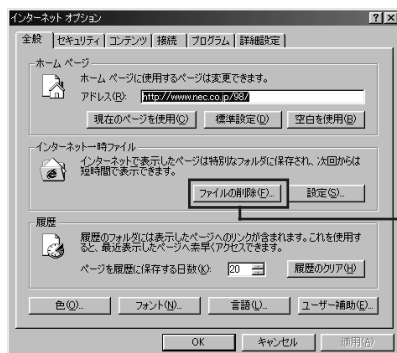 インターネット オプション
全般 セキュリティ コンテンツ 接続 プログラム 詳細設定
ホーム ページ
ホーム ページに使用するページは変更できます。
アドレス(R): http://www.nec.co.jp/98/
現在のページを使用(C) 標準設定(D) 空白を使用(B)
インターネット一時ファイル
インターネットで表示したページは特別なフォルダに保存され、次回からは
短時間で表示できます。
ファイルの削除(F)... 設定(S)...
履歴
履歴のフォルダには表示したページへのリンクが含まれます。これを使用す
ると、最近表示したページへ素早くアクセスできます。
ページを履歴に保存する日数(K): 20 履歴のクリア(H)
色(O)... フォント(N)... 言語(L)... ユーザー補助(E)...
OK キャンセル 適用(A)